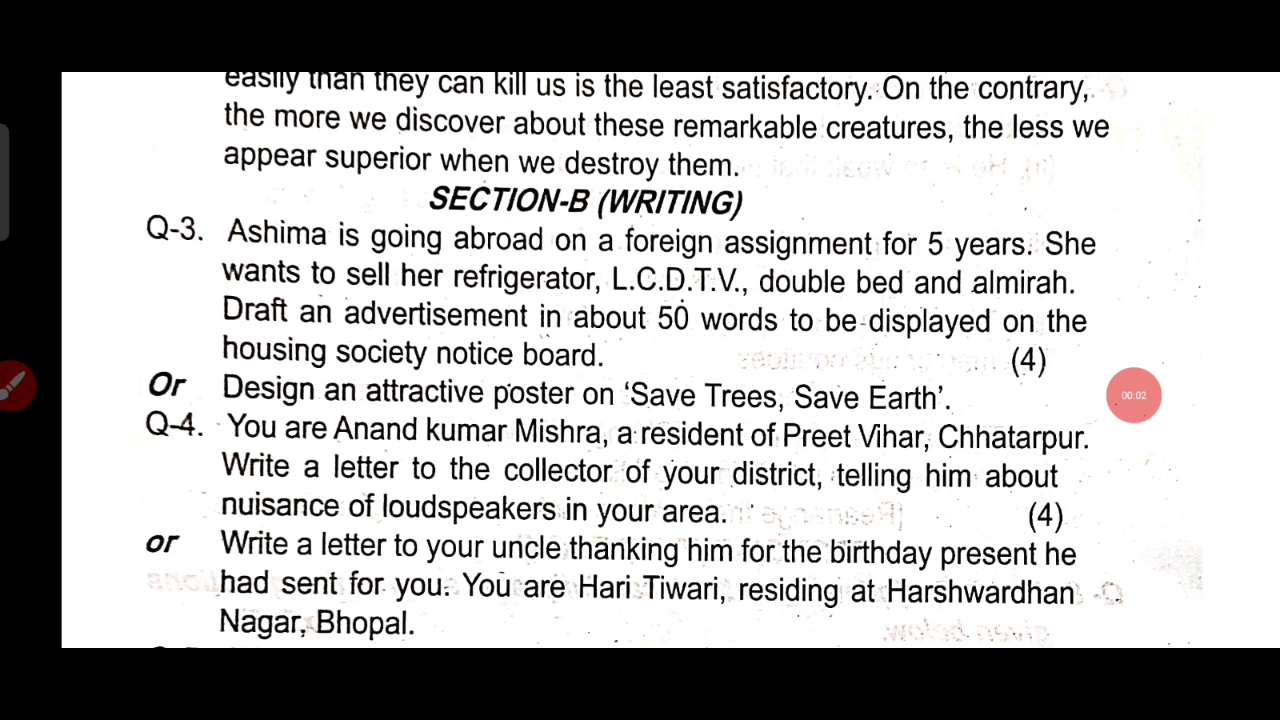 easily than they can kill us is the least satisfactory. On the contrary,
the more we discover about these remarkable creatures, the less we
appear superior when we destroy them.
SECTION-B (WRITING)
Q-3. Ashima is going abroad on a foreign assignment for 5 years. She
wants to sell her refrigerator, L.C.D.T.V., double bed and almirah.
Draft an advertisement in about 50 words to be displayed on the
housing society notice board. (4)
Or Design an attractive poster on ‘Save Trees, Save Earth’.
00:02
Q-4. You are Anand kumar Mishra, a resident of Preet Vihar, Chhatarpur.
Write a letter to the collector of your district, telling him about
nuisance of loudspeakers in your area. (4)
or Write a letter to your uncle thanking him for the birthday present he
had sent for you. You are Hari Tiwari, residing at Harshwardhan
Nagar, Bhopal.